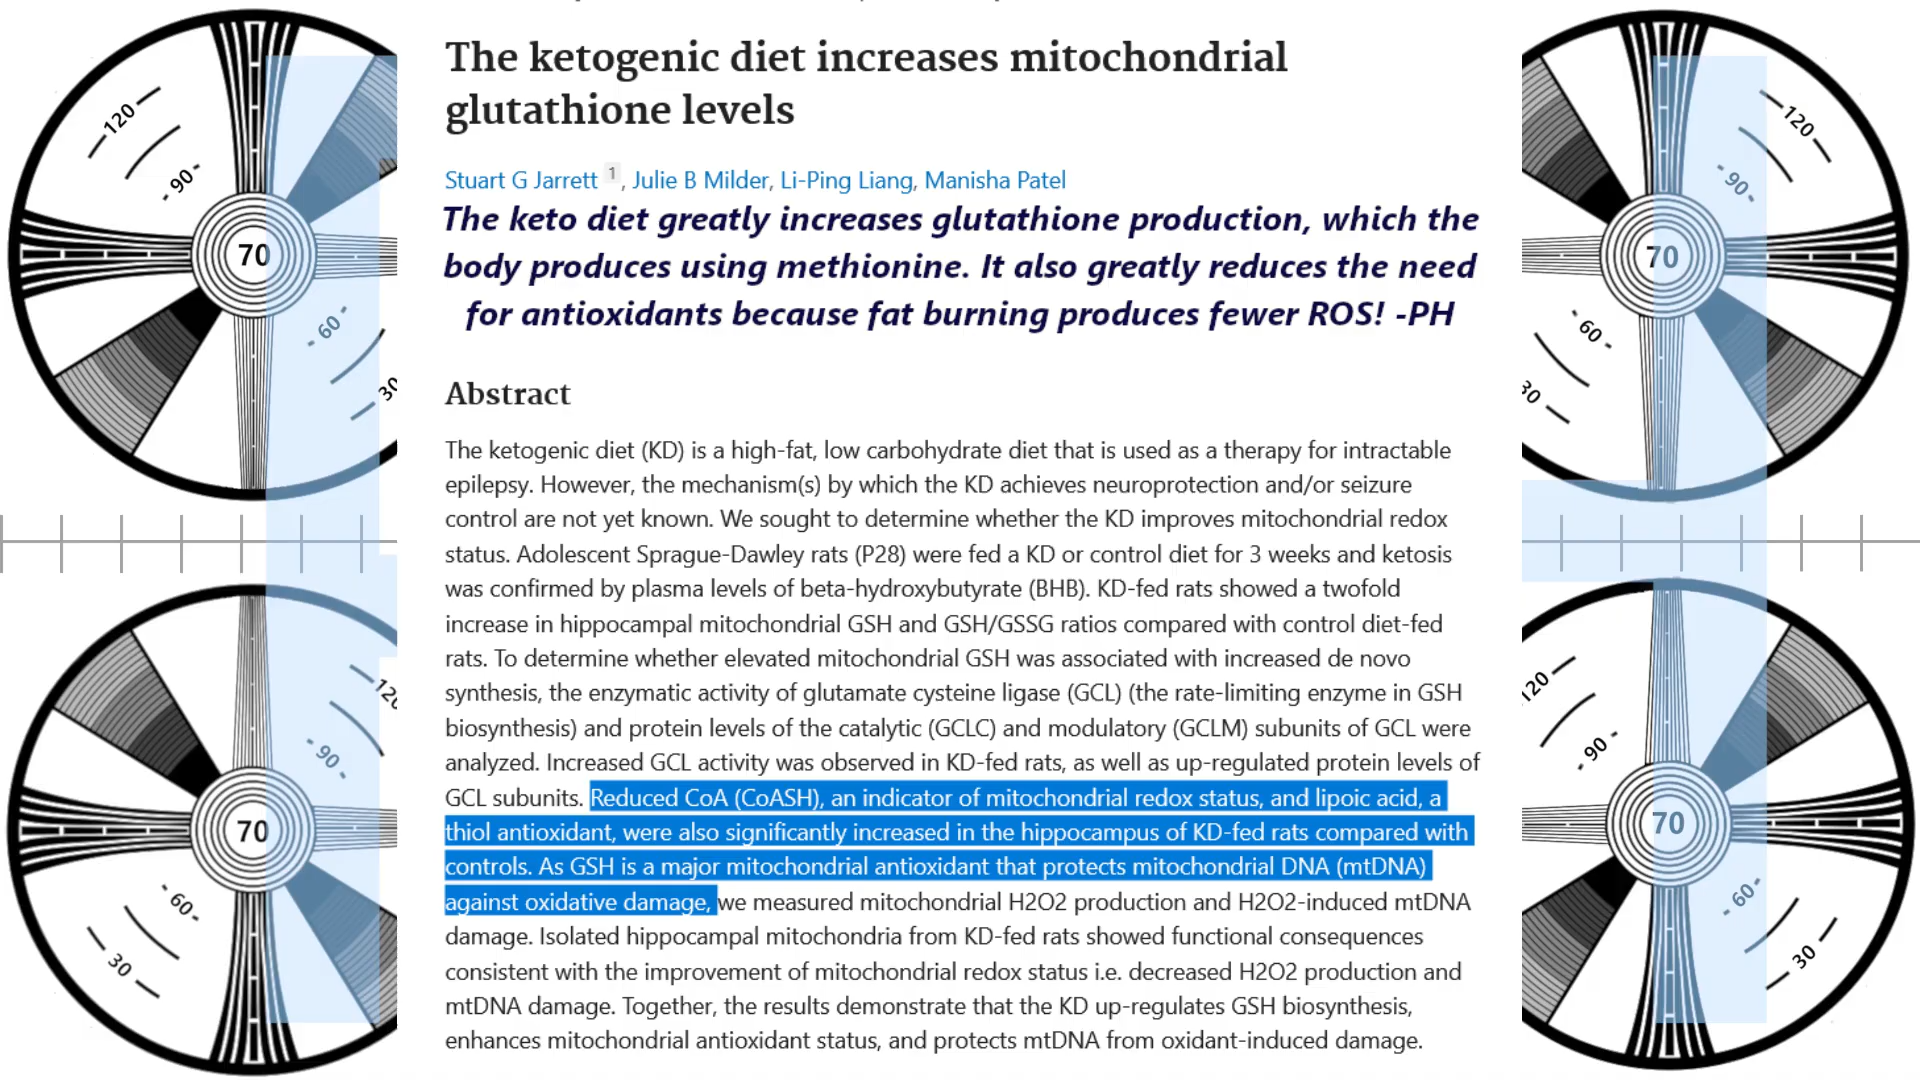 The ketogenic diet increases mitochondrial
glutathione levels
Stuart G Jarrett 1, Julie B Milder, Li-Ping Liang, Manisha Patel
The keto diet greatly increases glutathione production, which the
body produces using methionine. It also greatly reduces the need
for antioxidants because fat burning produces fewer ROS! -PH
Abstract
The ketogenic diet (KD) is a high-fat, low carbohydrate diet that is used as a therapy for intractable
epilepsy. However, the mechanism(s) by which the KD achieves neuroprotection and/or seizure
control are not yet known. We sought to determine whether the KD improves mitochondrial redox
status. Adolescent Sprague-Dawley rats (P28) were fed a KD or control diet for 3 weeks and ketosis
was confirmed by plasma levels of beta-hydroxybutyrate (BHB). KD-fed rats showed a twofold
increase in hippocampal mitochondrial GSH and GSH/GSSG ratios compared with control diet-fed
rats. To determine whether elevated mitochondrial GSH was associated with increased de novo
synthesis, the enzymatic activity of glutamate cysteine ligase (GCL) (the rate-limiting enzyme in GSH
biosynthesis) and protein levels of the catalytic (GCLC) and modulatory (GCLM) subunits of GCL were
analyzed. Increased GCL activity was observed in KD-fed rats, as well as up-regulated protein levels of
GCL subunits. Reduced CoA (CoASH), an indicator of mitochondrial redox status, and lipoic acid, a
thiol antioxidant, were also significantly increased in the hippocampus of KD-fed rats compared with
controls. As GSH is a major mitochondrial antioxidant that protects mitochondrial DNA (mtDNA)
against oxidative damage, we measured mitochondrial H2O2 production and H2O2-induced mtDNA
damage. Isolated hippocampal mitochondria from KD-fed rats showed functional consequences
consistent with the improvement of mitochondrial redox status i.e. decreased H2O2 production and
mtDNA damage. Together, the results demonstrate that the KD up-regulates GSH biosynthesis,
enhances mitochondrial antioxidant status, and protects mtDNA from oxidant-induced damage.
120
- 90 -
70
- 60 -
30
120
- 90 -
70
- 60 -
30
120
- 90 -
70
- 60 -
30
120
- 90 -
70
- 60 -
30